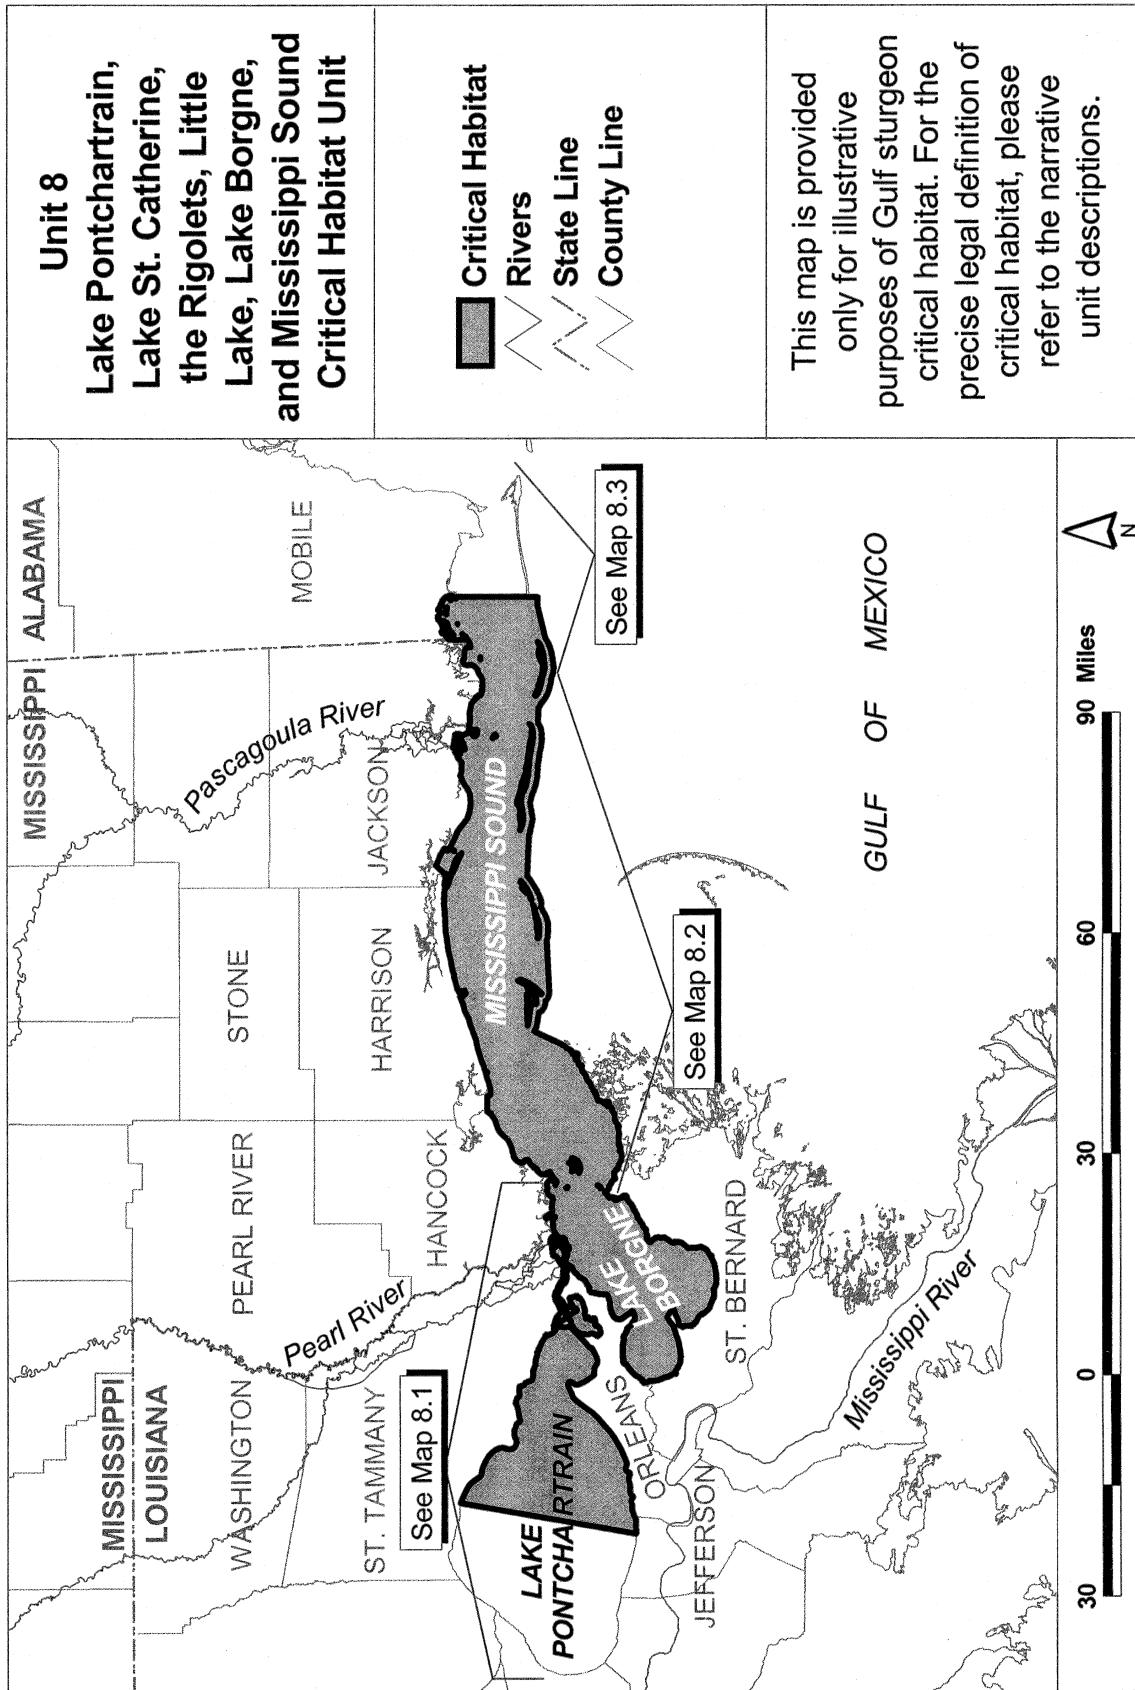 Unit 8
Lake Pontchartrain,
Lake St. Catherine,
the Rigolets, Little
Lake, Lake Borgne,
and Mississippi Sound
Critical Habitat Unit
Critical Habitat
Rivers
State Line
County Line
This map is provided
only for illustrative
purposes of Gulf sturgeon
critical habitat. For the
precise legal definition of
critical habitat, please
refer to the narrative
unit descriptions.
MISSISSIPPI
ALABAMA
MISSISSIPPI
LOUISIANA
WASHINGTON
PEARL RIVER
STONE
MOBILE
Pascagoula River
Pearl River
ST. TAMMANY
HANCOCK
HARRISON
JACKSON
See Map 8.1
MISSISSIPPI SOUND
LAKE
PONTCHARTRAIN
LAKE
BORGNE
See Map 8.3
ORLEANS
See Map 8.2
JEFFERSON
ST. BERNARD
Mississippi River
GULF OF MEXICO
30 0 30 60 90 Miles
N